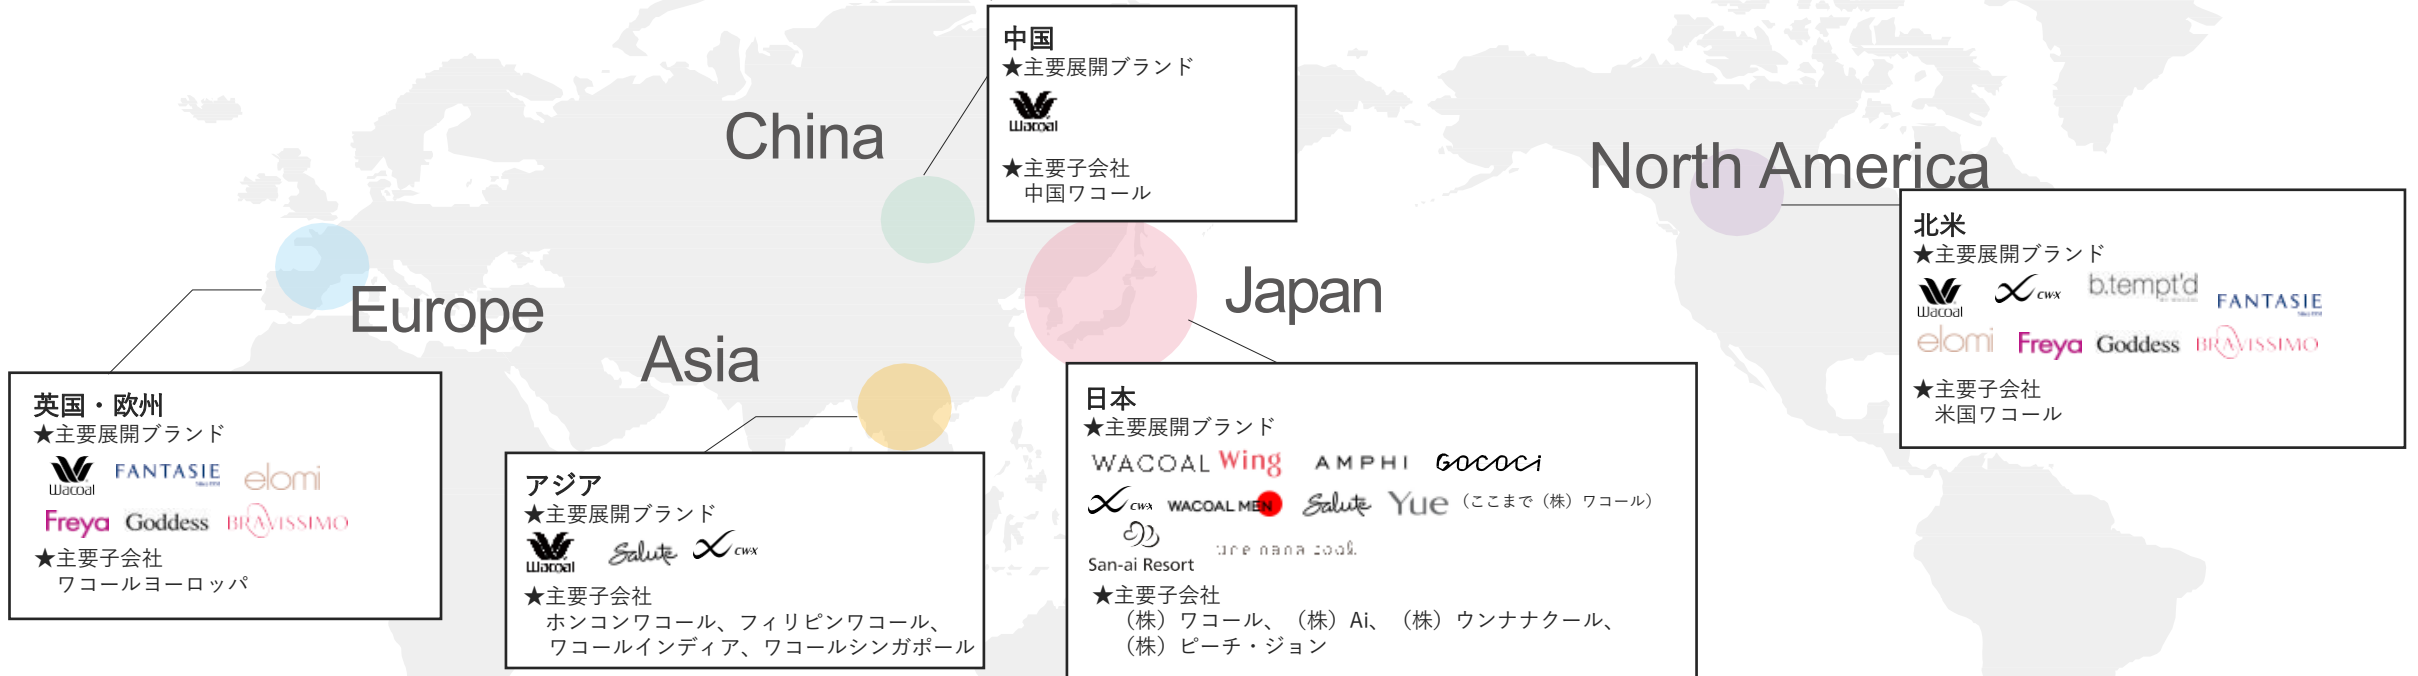 China
中国
★主要展開ブランド
Wacoal
★主要子会社
中国ワコール
North America
北米
★主要展開ブランド
Wacoal CW-X b.tempt'd FANTASIE
elomi Freya Goddess BRAVISSIMO
★主要子会社
米国ワコール
Europe
英国・欧州
★主要展開ブランド
Wacoal FANTASIE elomi
Freya Goddess BRAVISSIMO
★主要子会社
ワコールヨーロッパ
Asia
アジア
★主要展開ブランド
Wacoal Salute CW-X
★主要子会社
ホンコンワコール、フィリピンワコール、
ワコールインディア、ワコールシンガポール
Japan
日本
★主要展開ブランド
WACOAL Wing AMPHI GOCOCi
CW-X WACOAL MEN Salute Yue （ここまで（株）ワコール）
San-ai Resort une nana cool
★主要子会社
（株）ワコール、（株）Ai、（株）ウンナナクール、
（株）ピーチ・ジョン